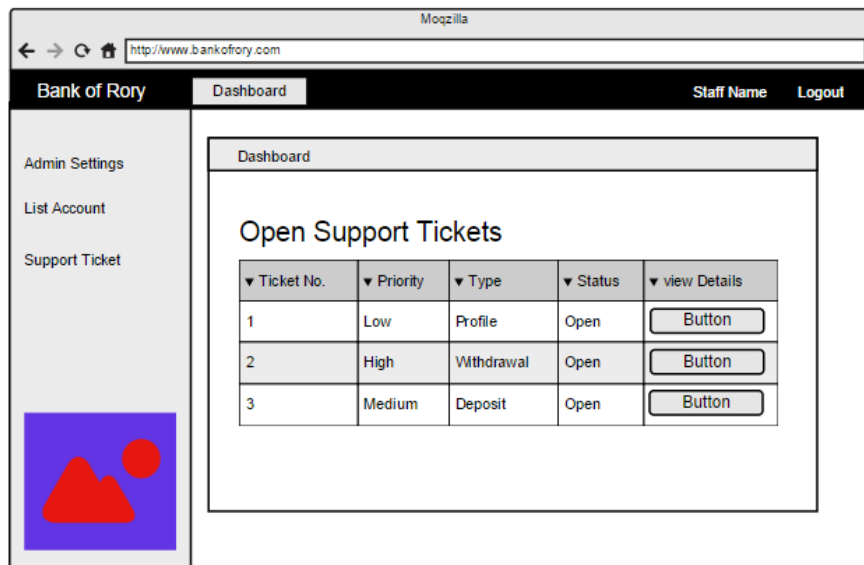 Moqzilla
http://www.bankofrory.com
Bank of Rory Dashboard Staff Name Logout
Admin Settings
List Account
Support Ticket
Dashboard
Open Support Tickets
▼ Ticket No. ▼ Priority ▼ Type ▼ Status ▼ view Details
1 Low Profile Open Button
2 High Withdrawal Open Button
3 Medium Deposit Open Button